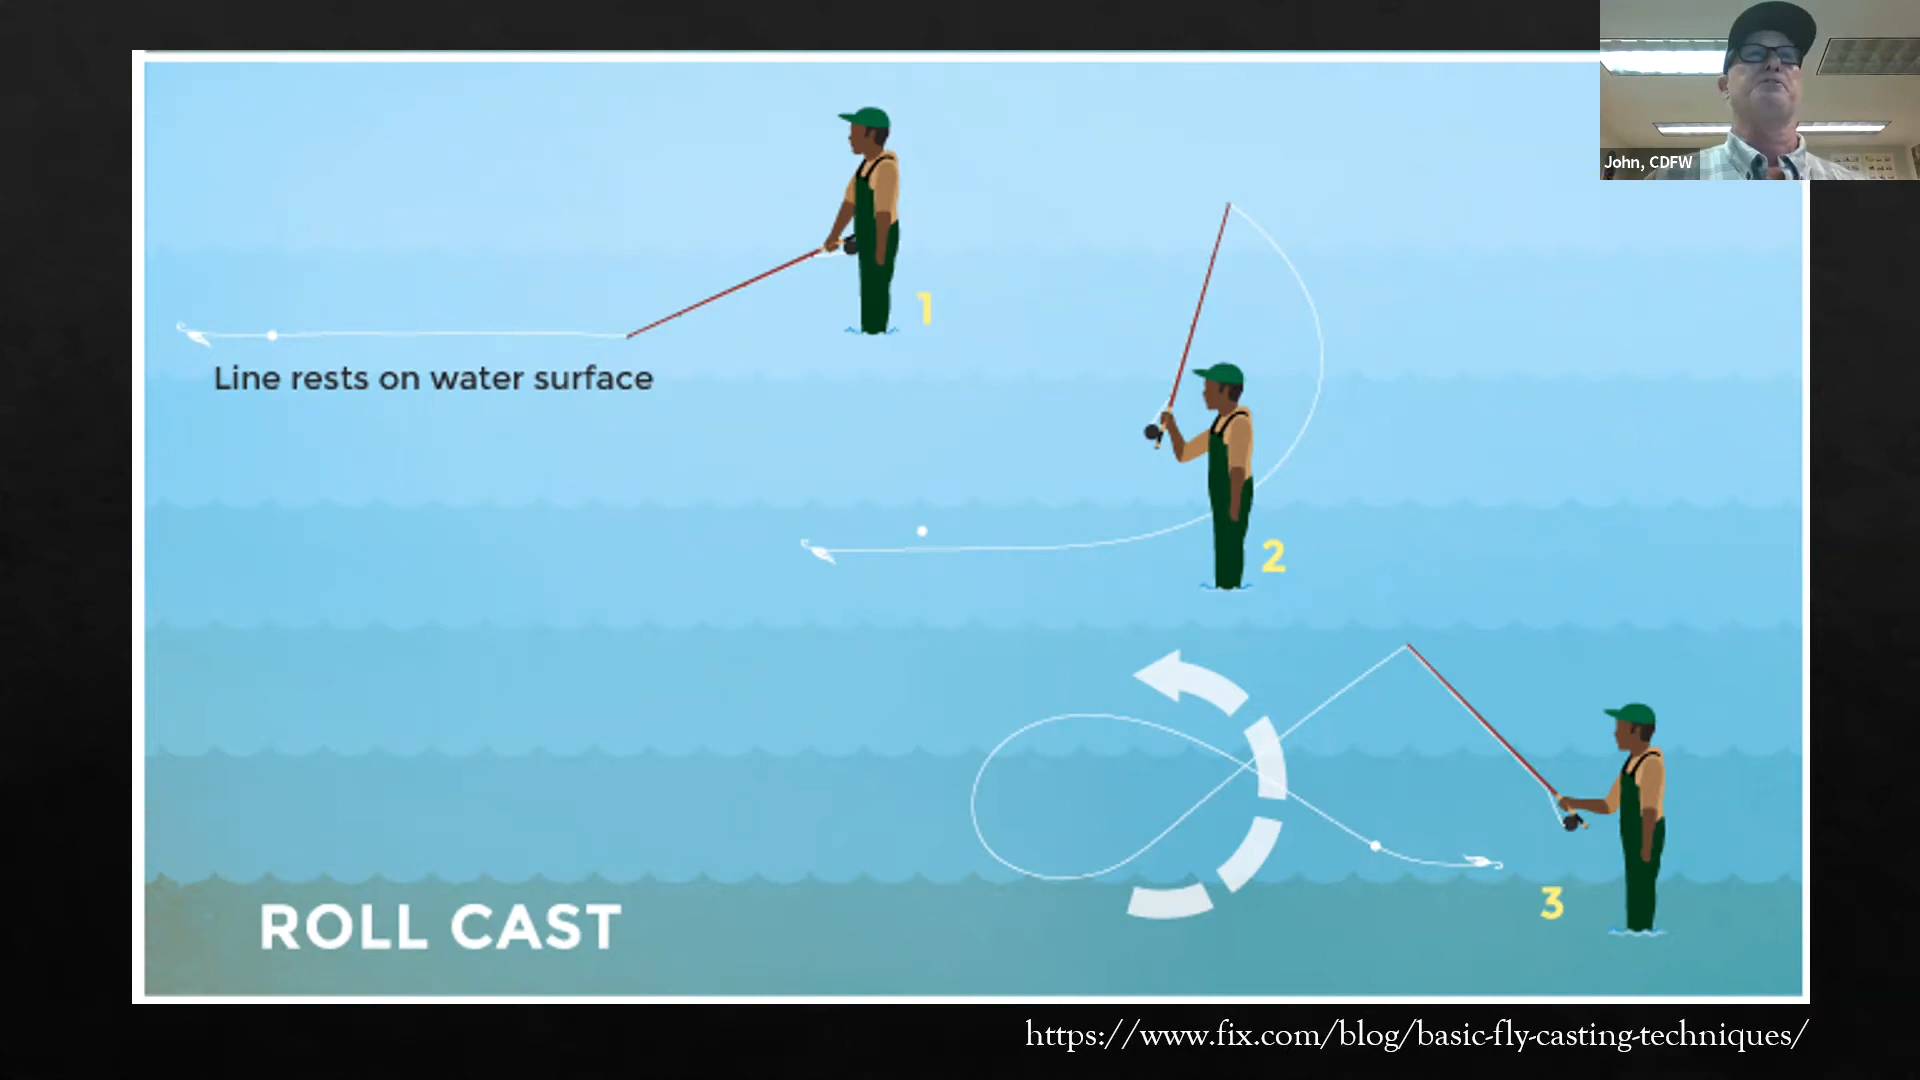 John, CDFW
1
Line rests on water surface
2
3
ROLL CAST
https://www.fix.com/blog/basic-fly-casting-techniques/